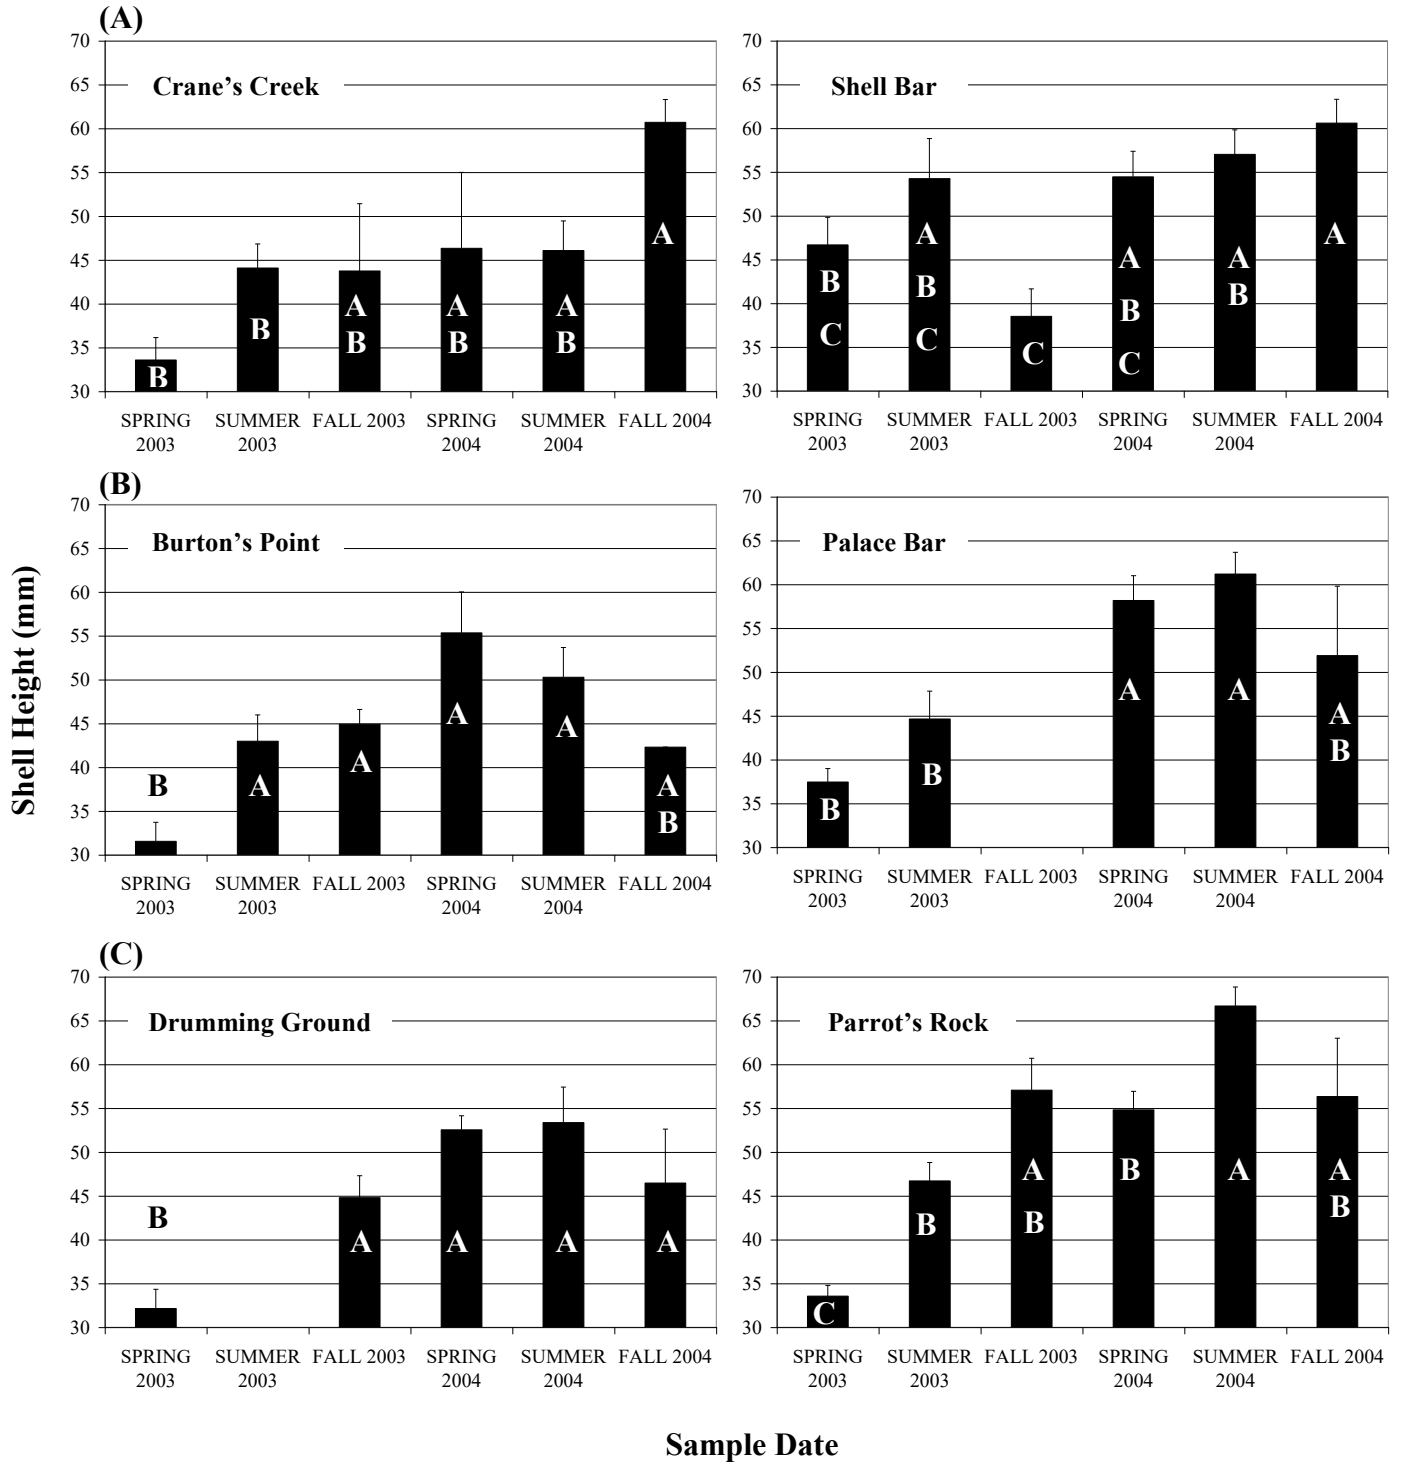 (A)
70
65
60
55
50
45
40
35
30
Crane's Creek
B
B
A
B
A
B
A
B
A
SPRING
2003
SUMMER
2003
FALL 2003
SPRING
2004
SUMMER
2004
FALL 2004
70
65
60
55
50
45
40
35
30
Shell Bar
B
C
A
B
C
C
A
B
C
A
B
A
SPRING
2003
SUMMER
2003
FALL 2003
SPRING
2004
SUMMER
2004
FALL 2004
Shell Height (mm)
(B)
70
65
60
55
50
45
40
35
30
Burton's Point
B
A
A
A
A
A
B
SPRING
2003
SUMMER
2003
FALL 2003
SPRING
2004
SUMMER
2004
FALL 2004
70
65
60
55
50
45
40
35
30
Palace Bar
B
B
A
A
A
B
SPRING
2003
SUMMER
2003
FALL 2003
SPRING
2004
SUMMER
2004
FALL 2004
(C)
70
65
60
55
50
45
40
35
30
Drumming Ground
B
A
A
A
A
SPRING
2003
SUMMER
2003
FALL 2003
SPRING
2004
SUMMER
2004
FALL 2004
70
65
60
55
50
45
40
35
30
Parrot's Rock
C
B
A
B
B
A
A
B
SPRING
2003
SUMMER
2003
FALL 2003
SPRING
2004
SUMMER
2004
FALL 2004
Sample Date